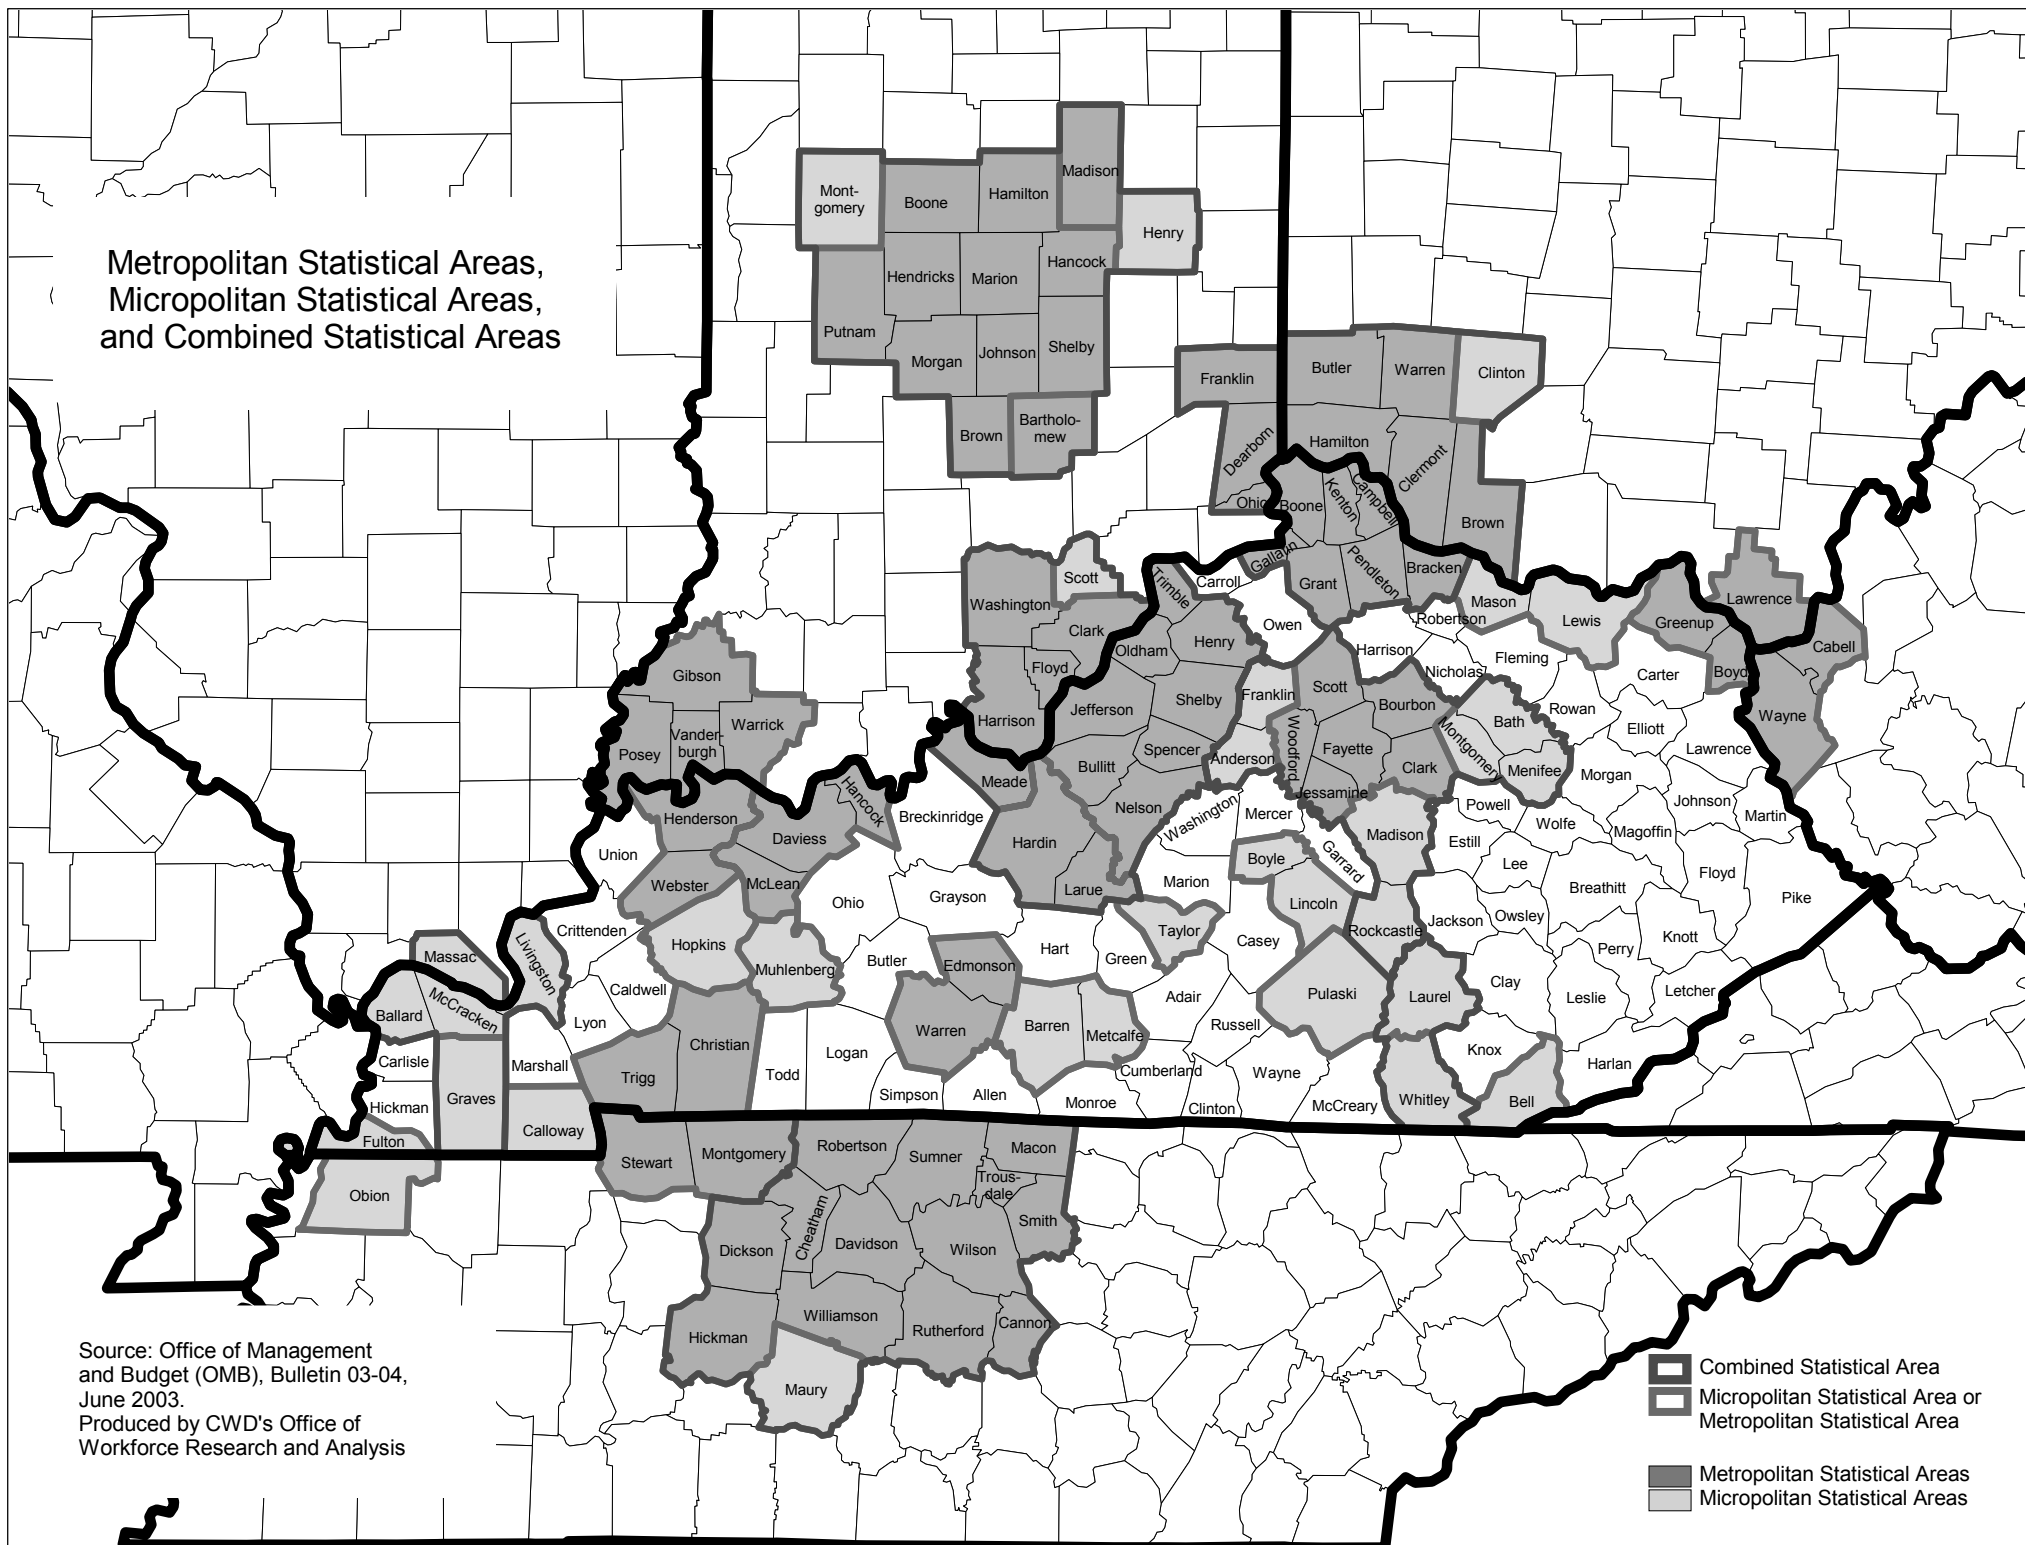 Metropolitan Statistical Areas,
Micropolitan Statistical Areas,
and Combined Statistical Areas
Mont-
gomery
Boone
Hamilton
Madison
Henry
Hendricks
Marion
Hancock
Putnam
Morgan
Johnson
Shelby
Brown
Bartholo-
mew
Franklin
Butler
Warren
Clinton
Dearborn
Hamilton
Clermont
Ohio
Boone
Kenton
Campbell
Brown
Gallatin
Grant
Pendleton
Bracken
Washington
Scott
Clark
Floyd
Harrison
Trimble
Carroll
Oldham
Henry
Owen
Harrison
Robertson
Mason
Lewis
Greenup
Lawrence
Cabell
Boyd
Wayne
Nicholas
Fleming
Carter
Gibson
Posey
Vander-
burgh
Warrick
Jefferson
Shelby
Franklin
Scott
Bourbon
Bath
Rowan
Elliott
Lawrence
Montgomery
Menifee
Morgan
Meade
Bullitt
Spencer
Anderson
Woodford
Fayette
Clark
Jessamine
Nelson
Washington
Mercer
Powell
Wolfe
Johnson
Martin
Magoffin
Hancock
Henderson
Daviess
Breckinridge
Hardin
Madison
Estill
Union
Webster
McLean
Ohio
Grayson
Larue
Marion
Boyle
Garrard
Lee
Breathitt
Floyd
Pike
Crittenden
Hopkins
Muhlenberg
Butler
Edmonson
Hart
Green
Taylor
Casey
Lincoln
Rockcastle
Jackson
Owsley
Perry
Knott
Massac
Livingston
McCracken
Ballard
Caldwell
Lyon
Warren
Barren
Metcalfe
Adair
Russell
Pulaski
Laurel
Clay
Leslie
Letcher
Carlisle
Hickman
Fulton
Graves
Marshall
Calloway
Trigg
Christian
Todd
Logan
Simpson
Allen
Monroe
Cumberland
Clinton
Wayne
McCreary
Whitley
Knox
Bell
Harlan
Obion
Stewart
Montgomery
Robertson
Sumner
Macon
Trous-
dale
Smith
Dickson
Cheatham
Davidson
Wilson
Hickman
Williamson
Rutherford
Cannon
Maury
Source: Office of Management
and Budget (OMB), Bulletin 03-04,
June 2003.
Produced by CWD's Office of
Workforce Research and Analysis
Combined Statistical Area
Micropolitan Statistical Area or
Metropolitan Statistical Area
Metropolitan Statistical Areas
Micropolitan Statistical Areas